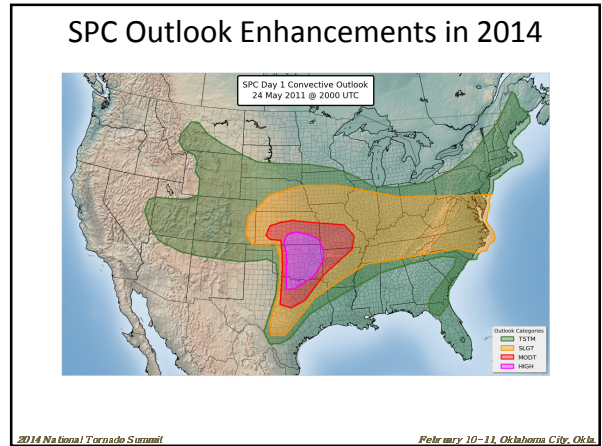 SPC Outlook Enhancements in 2014
SPC Day 1 Convective Outlook
24 May 2011 @ 2000 UTC
Outlook Categories
TSTM
SLGT
MODT
HIGH
2014 National Tornado Summit
February 10-11, Oklahoma City, Okla.